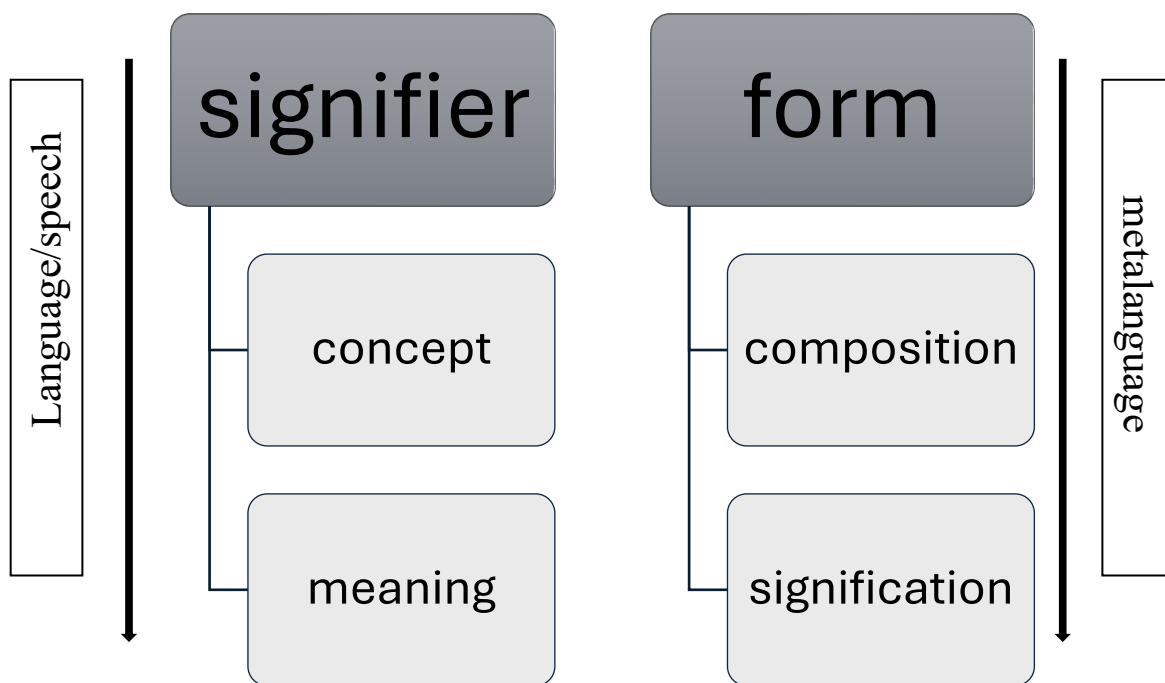 Language/speech
signifier
concept
meaning
form
composition
signification
metalanguage